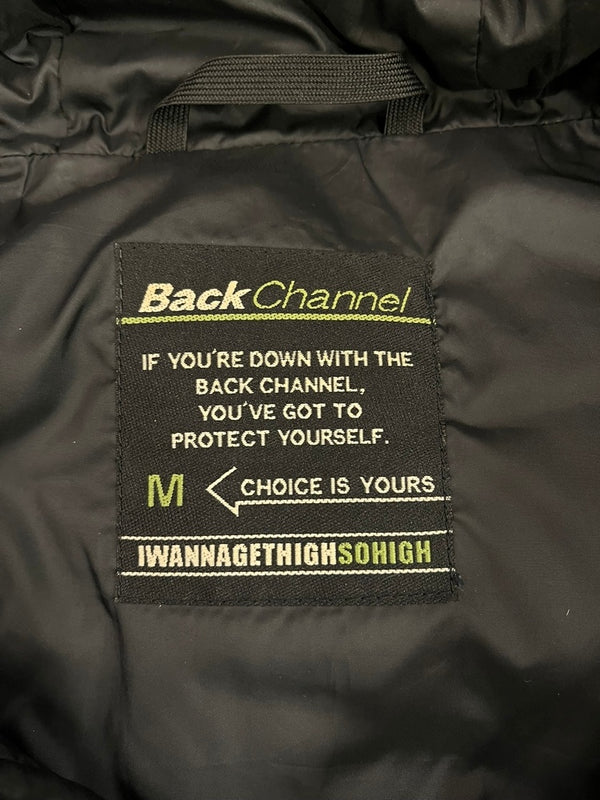 Back Channel
IF YOU'RE DOWN WITH THE
BACK CHANNEL,
YOU'VE GOT TO
PROTECT YOURSELF.
M CHOICE IS YOURS
IWANNAGETHIGHSOHIGH